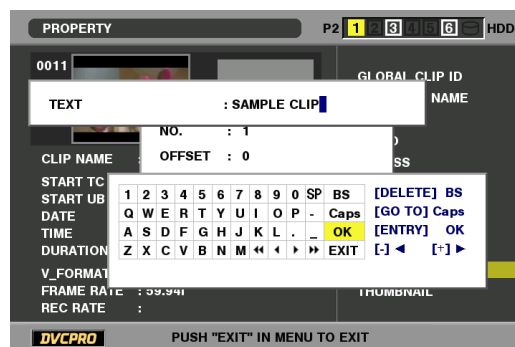 PROPERTY P2 1 2 3 4 5 6 HDD
0011
GLOBAL CLIP ID
TEXT : SAMPLE CLIP
NAME
NO. : 1
OFFSET : 0
CLIP NAME :
START TC
START UB
DATE
TIME
DURATION
1 2 3 4 5 6 7 8 9 0 SP BS
Q W E R T Y U I O P - Caps
A S D F G H J K L . _ OK
Z X C V B N M ◀◀ ◀ ▶ ▶▶ EXIT
[DELETE] BS
[GO TO] Caps
[ENTRY] OK
[-] ◀ [+] ▶
V_FORMAT
FRAME RATE : 59.94I
REC RATE :
THUMBNAIL
DVCPRO PUSH "EXIT" IN MENU TO EXIT